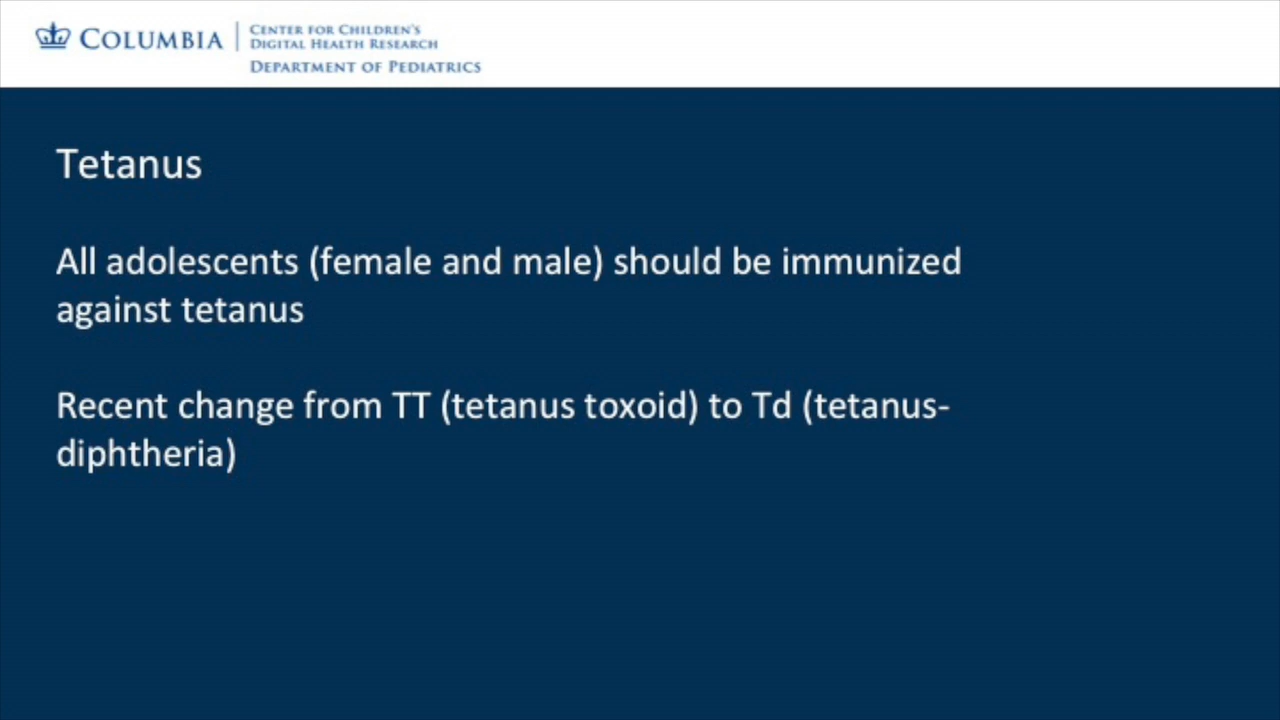 COLUMBIA
CENTER FOR CHILDREN'S
DIGITAL HEALTH RESEARCH
DEPARTMENT OF PEDIATRICS
Tetanus
All adolescents (female and male) should be immunized
against tetanus
Recent change from TT (tetanus toxoid) to Td (tetanus-
diphtheria)